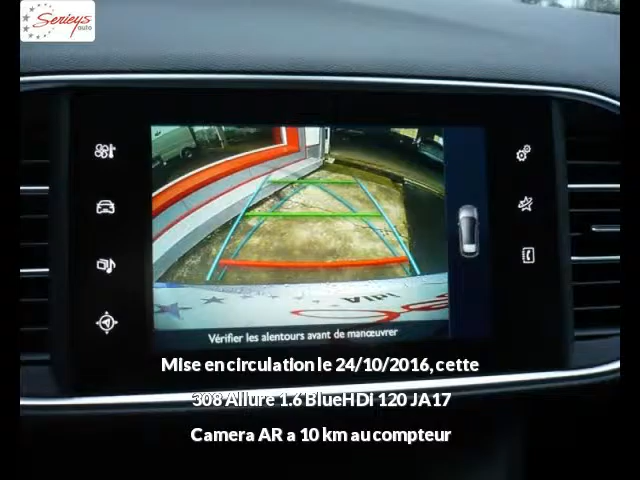 Serieys
auto
Vérifier les alentours avant de manœuvrer
Mise en circulation le 24/10/2016, cette
308 Allure 1.6 BlueHDi 120 JA17
Camera AR a 10 km au compteur